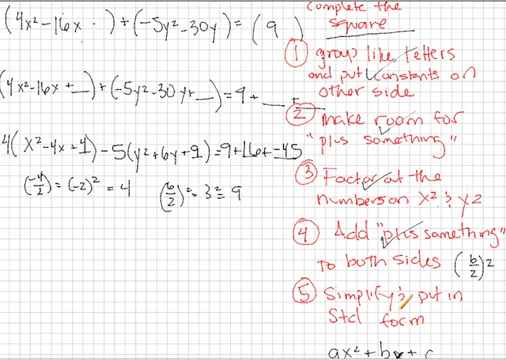 (4x² - 16x ) + (-5y² - 30y) = (9)
(4x² - 16x + __) + (-5y² - 30y + __) = 9 + __ + __
4(x² - 4x + 4) - 5(y² + 6y + 9) = 9 + 16 + -45
(-4/2) = (-2)² = 4 (6/2)² = 3² = 9
complete the
square
① group like letters
and put constants on
other side
② make room for
"plus something"
③ Factor out the
numbers on x² & y²
④ Add "plus something"
to both sides (b/2)²
⑤ Simplify & put in
Std form
ax² + bx + c